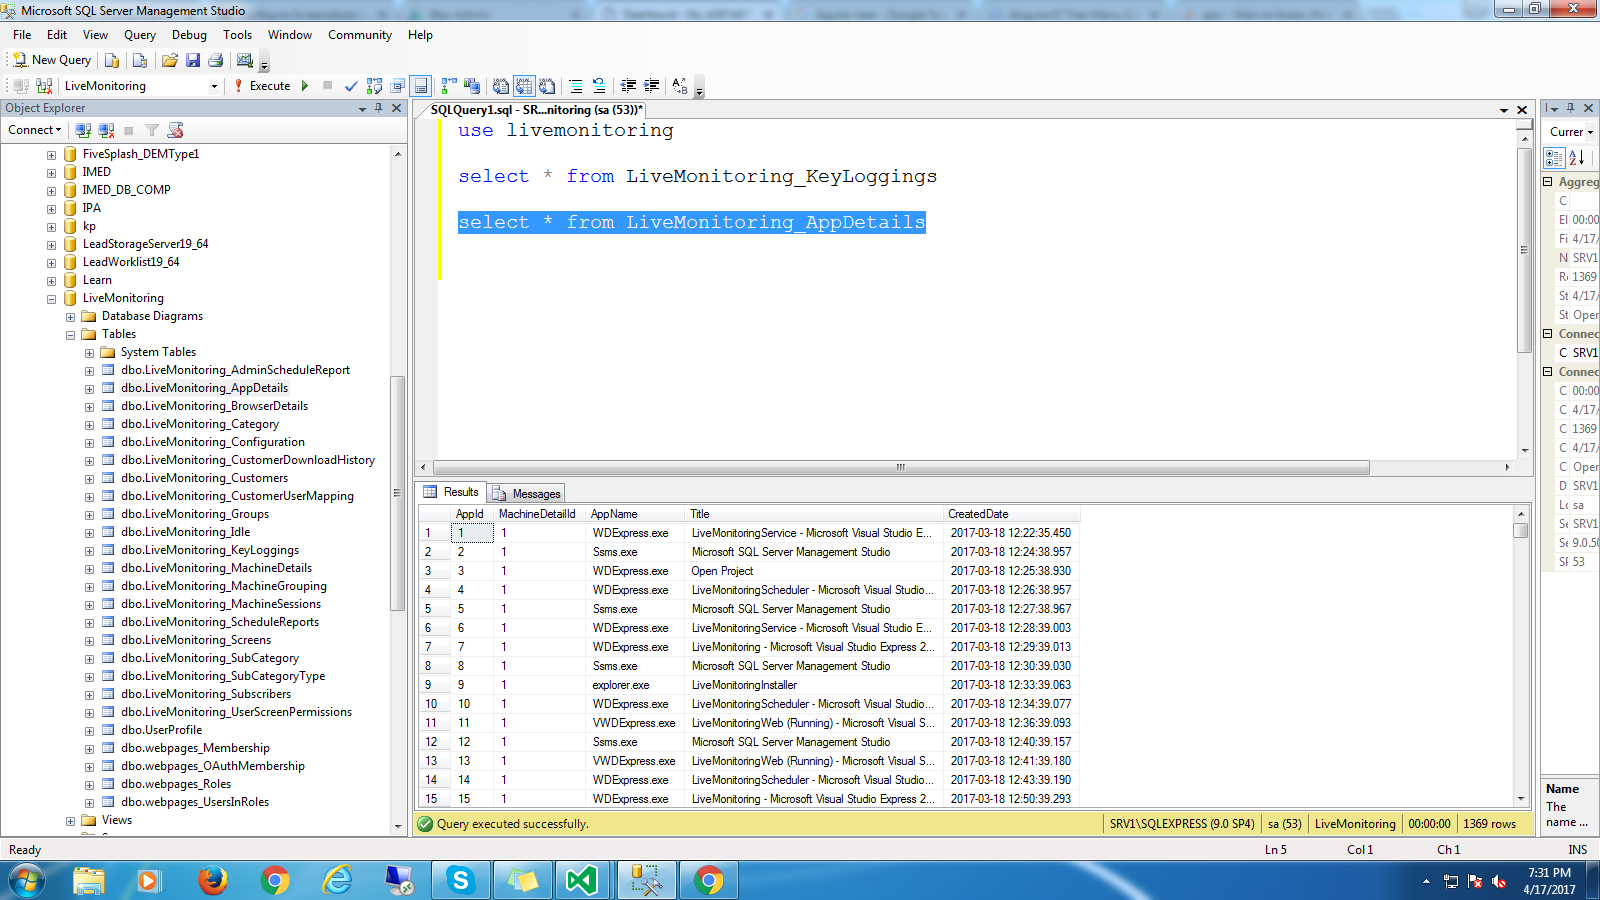 Microsoft SQL Server Management Studio
File Edit View Query Debug Tools Window Community Help
New Query
LiveMonitoring Execute
Object Explorer
Connect
FiveSplash_DEMType1
IMED
IMED_DB_COMP
IPA
kp
LeadStorageServer19_64
LeadWorklist19_64
Learn
LiveMonitoring
Database Diagrams
Tables
System Tables
dbo.LiveMonitoring_AdminScheduleReport
dbo.LiveMonitoring_AppDetails
dbo.LiveMonitoring_BrowserDetails
dbo.LiveMonitoring_Category
dbo.LiveMonitoring_Configuration
dbo.LiveMonitoring_CustomerDownloadHistory
dbo.LiveMonitoring_Customers
dbo.LiveMonitoring_CustomerUserMapping
dbo.LiveMonitoring_Groups
dbo.LiveMonitoring_Idle
dbo.LiveMonitoring_KeyLoggings
dbo.LiveMonitoring_MachineDetails
dbo.LiveMonitoring_MachineGrouping
dbo.LiveMonitoring_MachineSessions
dbo.LiveMonitoring_ScheduleReports
dbo.LiveMonitoring_Screens
dbo.LiveMonitoring_SubCategory
dbo.LiveMonitoring_SubCategoryType
dbo.LiveMonitoring_Subscribers
dbo.LiveMonitoring_UserScreenPermissions
dbo.UserProfile
dbo.webpages_Membership
dbo.webpages_OAuthMembership
dbo.webpages_Roles
dbo.webpages_UsersInRoles
Views
SQLQuery1.sql - SR...nitoring (sa (53))*
use livemonitoring
select * from LiveMonitoring_KeyLoggings
select * from LiveMonitoring_AppDetails
Results Messages
AppId MachineDetailId AppName Title CreatedDate
1 1 1 WDExpress.exe LiveMonitoringService - Microsoft Visual Studio E... 2017-03-18 12:22:35.450
2 2 1 Ssms.exe Microsoft SQL Server Management Studio 2017-03-18 12:24:38.957
3 3 1 WDExpress.exe Open Project 2017-03-18 12:25:38.930
4 4 1 WDExpress.exe LiveMonitoringScheduler - Microsoft Visual Studio... 2017-03-18 12:26:38.957
5 5 1 Ssms.exe Microsoft SQL Server Management Studio 2017-03-18 12:27:38.967
6 6 1 WDExpress.exe LiveMonitoringService - Microsoft Visual Studio E... 2017-03-18 12:28:39.003
7 7 1 WDExpress.exe LiveMonitoring - Microsoft Visual Studio Express 2... 2017-03-18 12:29:39.013
8 8 1 Ssms.exe Microsoft SQL Server Management Studio 2017-03-18 12:30:39.030
9 9 1 explorer.exe LiveMonitoringInstaller 2017-03-18 12:33:39.063
10 10 1 WDExpress.exe LiveMonitoringScheduler - Microsoft Visual Studio... 2017-03-18 12:34:39.077
11 11 1 VWDExpress.exe LiveMonitoringWeb (Running) - Microsoft Visual S... 2017-03-18 12:36:39.093
12 12 1 Ssms.exe Microsoft SQL Server Management Studio 2017-03-18 12:40:39.157
13 13 1 VWDExpress.exe LiveMonitoringWeb (Running) - Microsoft Visual S... 2017-03-18 12:41:39.180
14 14 1 WDExpress.exe LiveMonitoringScheduler - Microsoft Visual Studio... 2017-03-18 12:43:39.190
15 15 1 WDExpress.exe LiveMonitoring - Microsoft Visual Studio Express 2... 2017-03-18 12:50:39.293
Query executed successfully. SRV1\SQLEXPRESS (9.0 SP4) sa (53) LiveMonitoring 00:00:00 1369 rows
Currer
Aggreg
C
El 00:00
Fi 4/17/
N SRV1
R 1369
St 4/17/
St Open
Connec
C SRV1
Connec
C 00:00
C 4/17/
C 1369
C 4/17/
C Open
D SRV1
Lo sa
Se SRV1
Se 9.0.50
SF 53
Name
The
name ...
Ready Ln 5 Col 1 Ch 1 INS
7:31 PM
4/17/2017